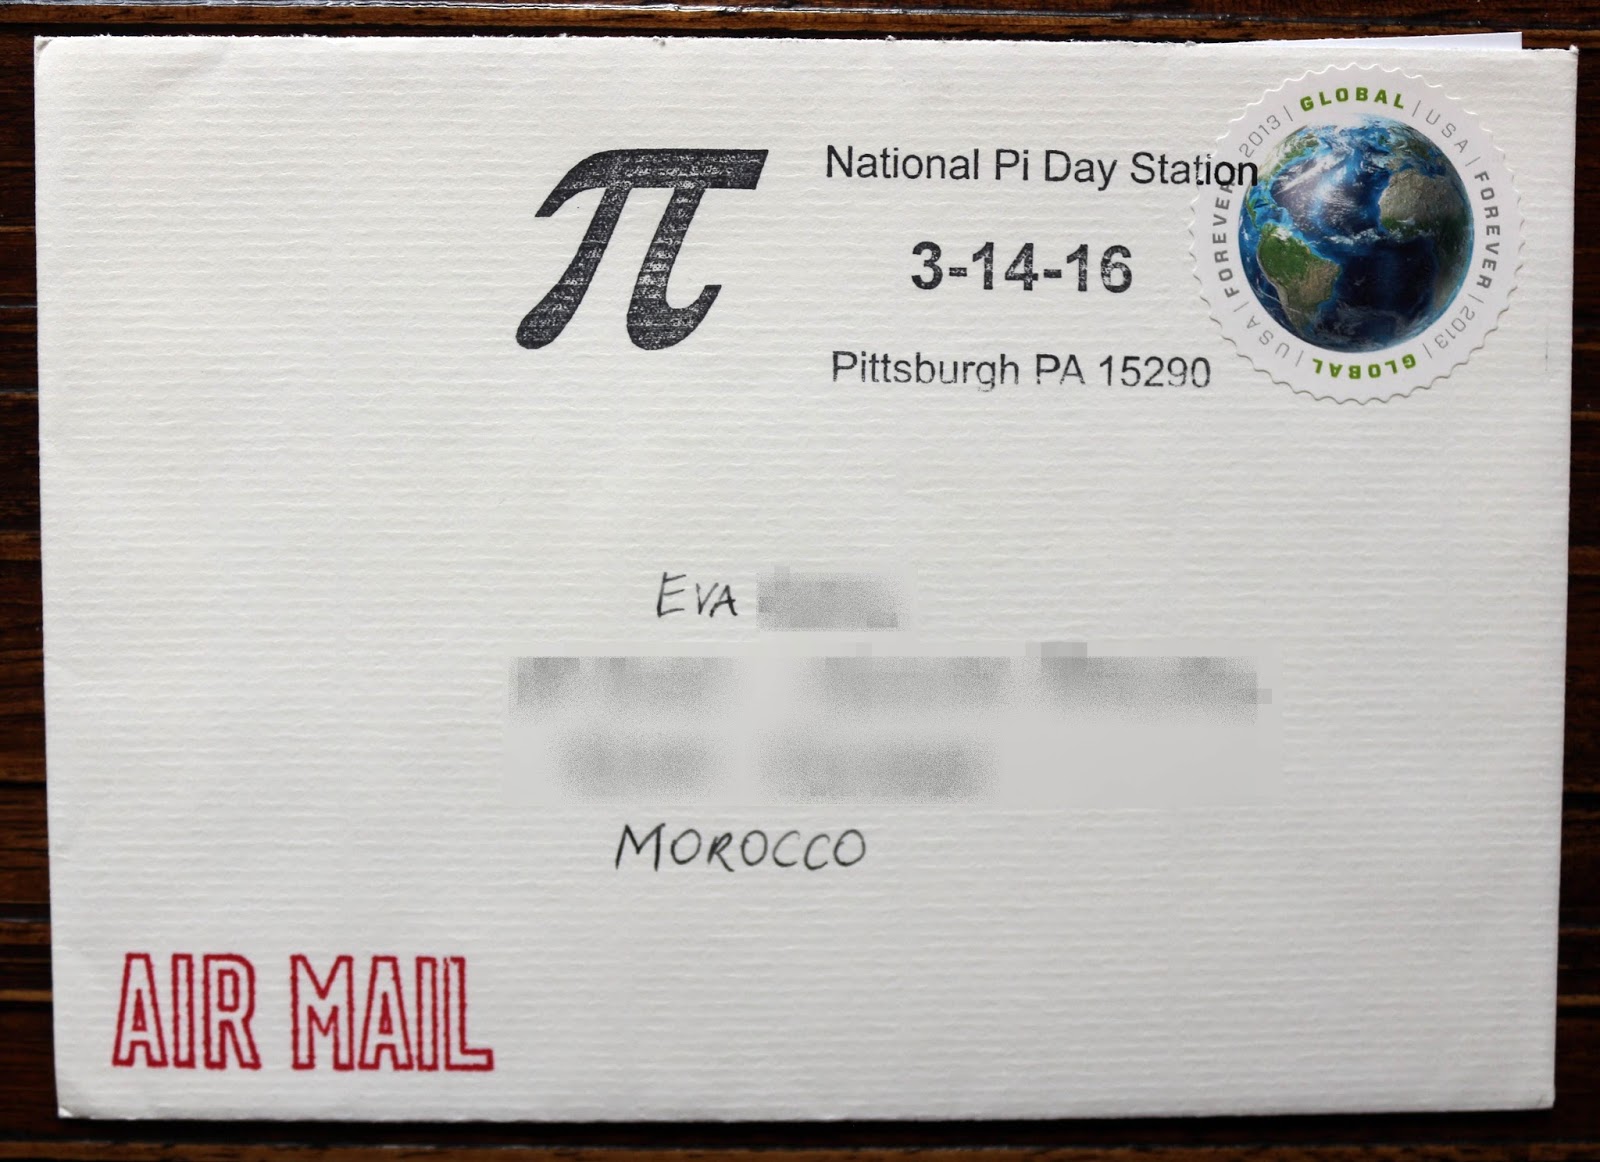 π
National Pi Day Station
3-14-16
Pittsburgh PA 15290
GLOBAL | USA | FOREVER | 2013 | GLOBAL | USA | FOREVER | 2013 |
EVA
MOROCCO
AIR MAIL